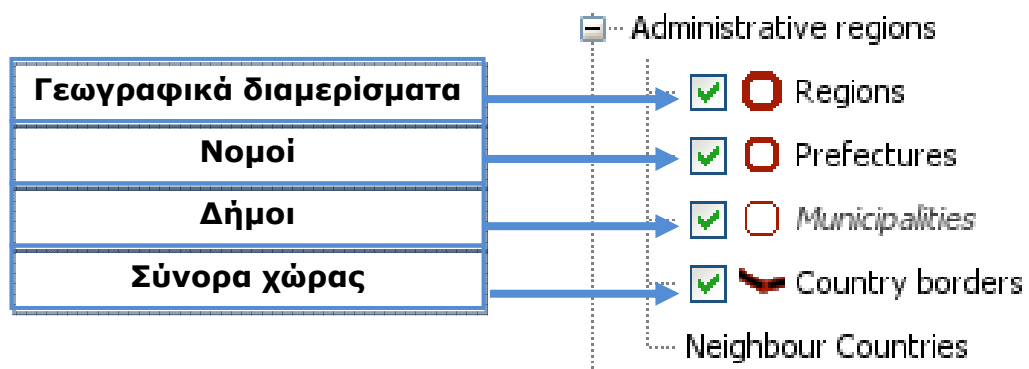 Administrative regions
Γεωγραφικά διαμερίσματα
Regions
Νομοί
Prefectures
Δήμοι
Municipalities
Σύνορα χώρας
Country borders
Neighbour Countries